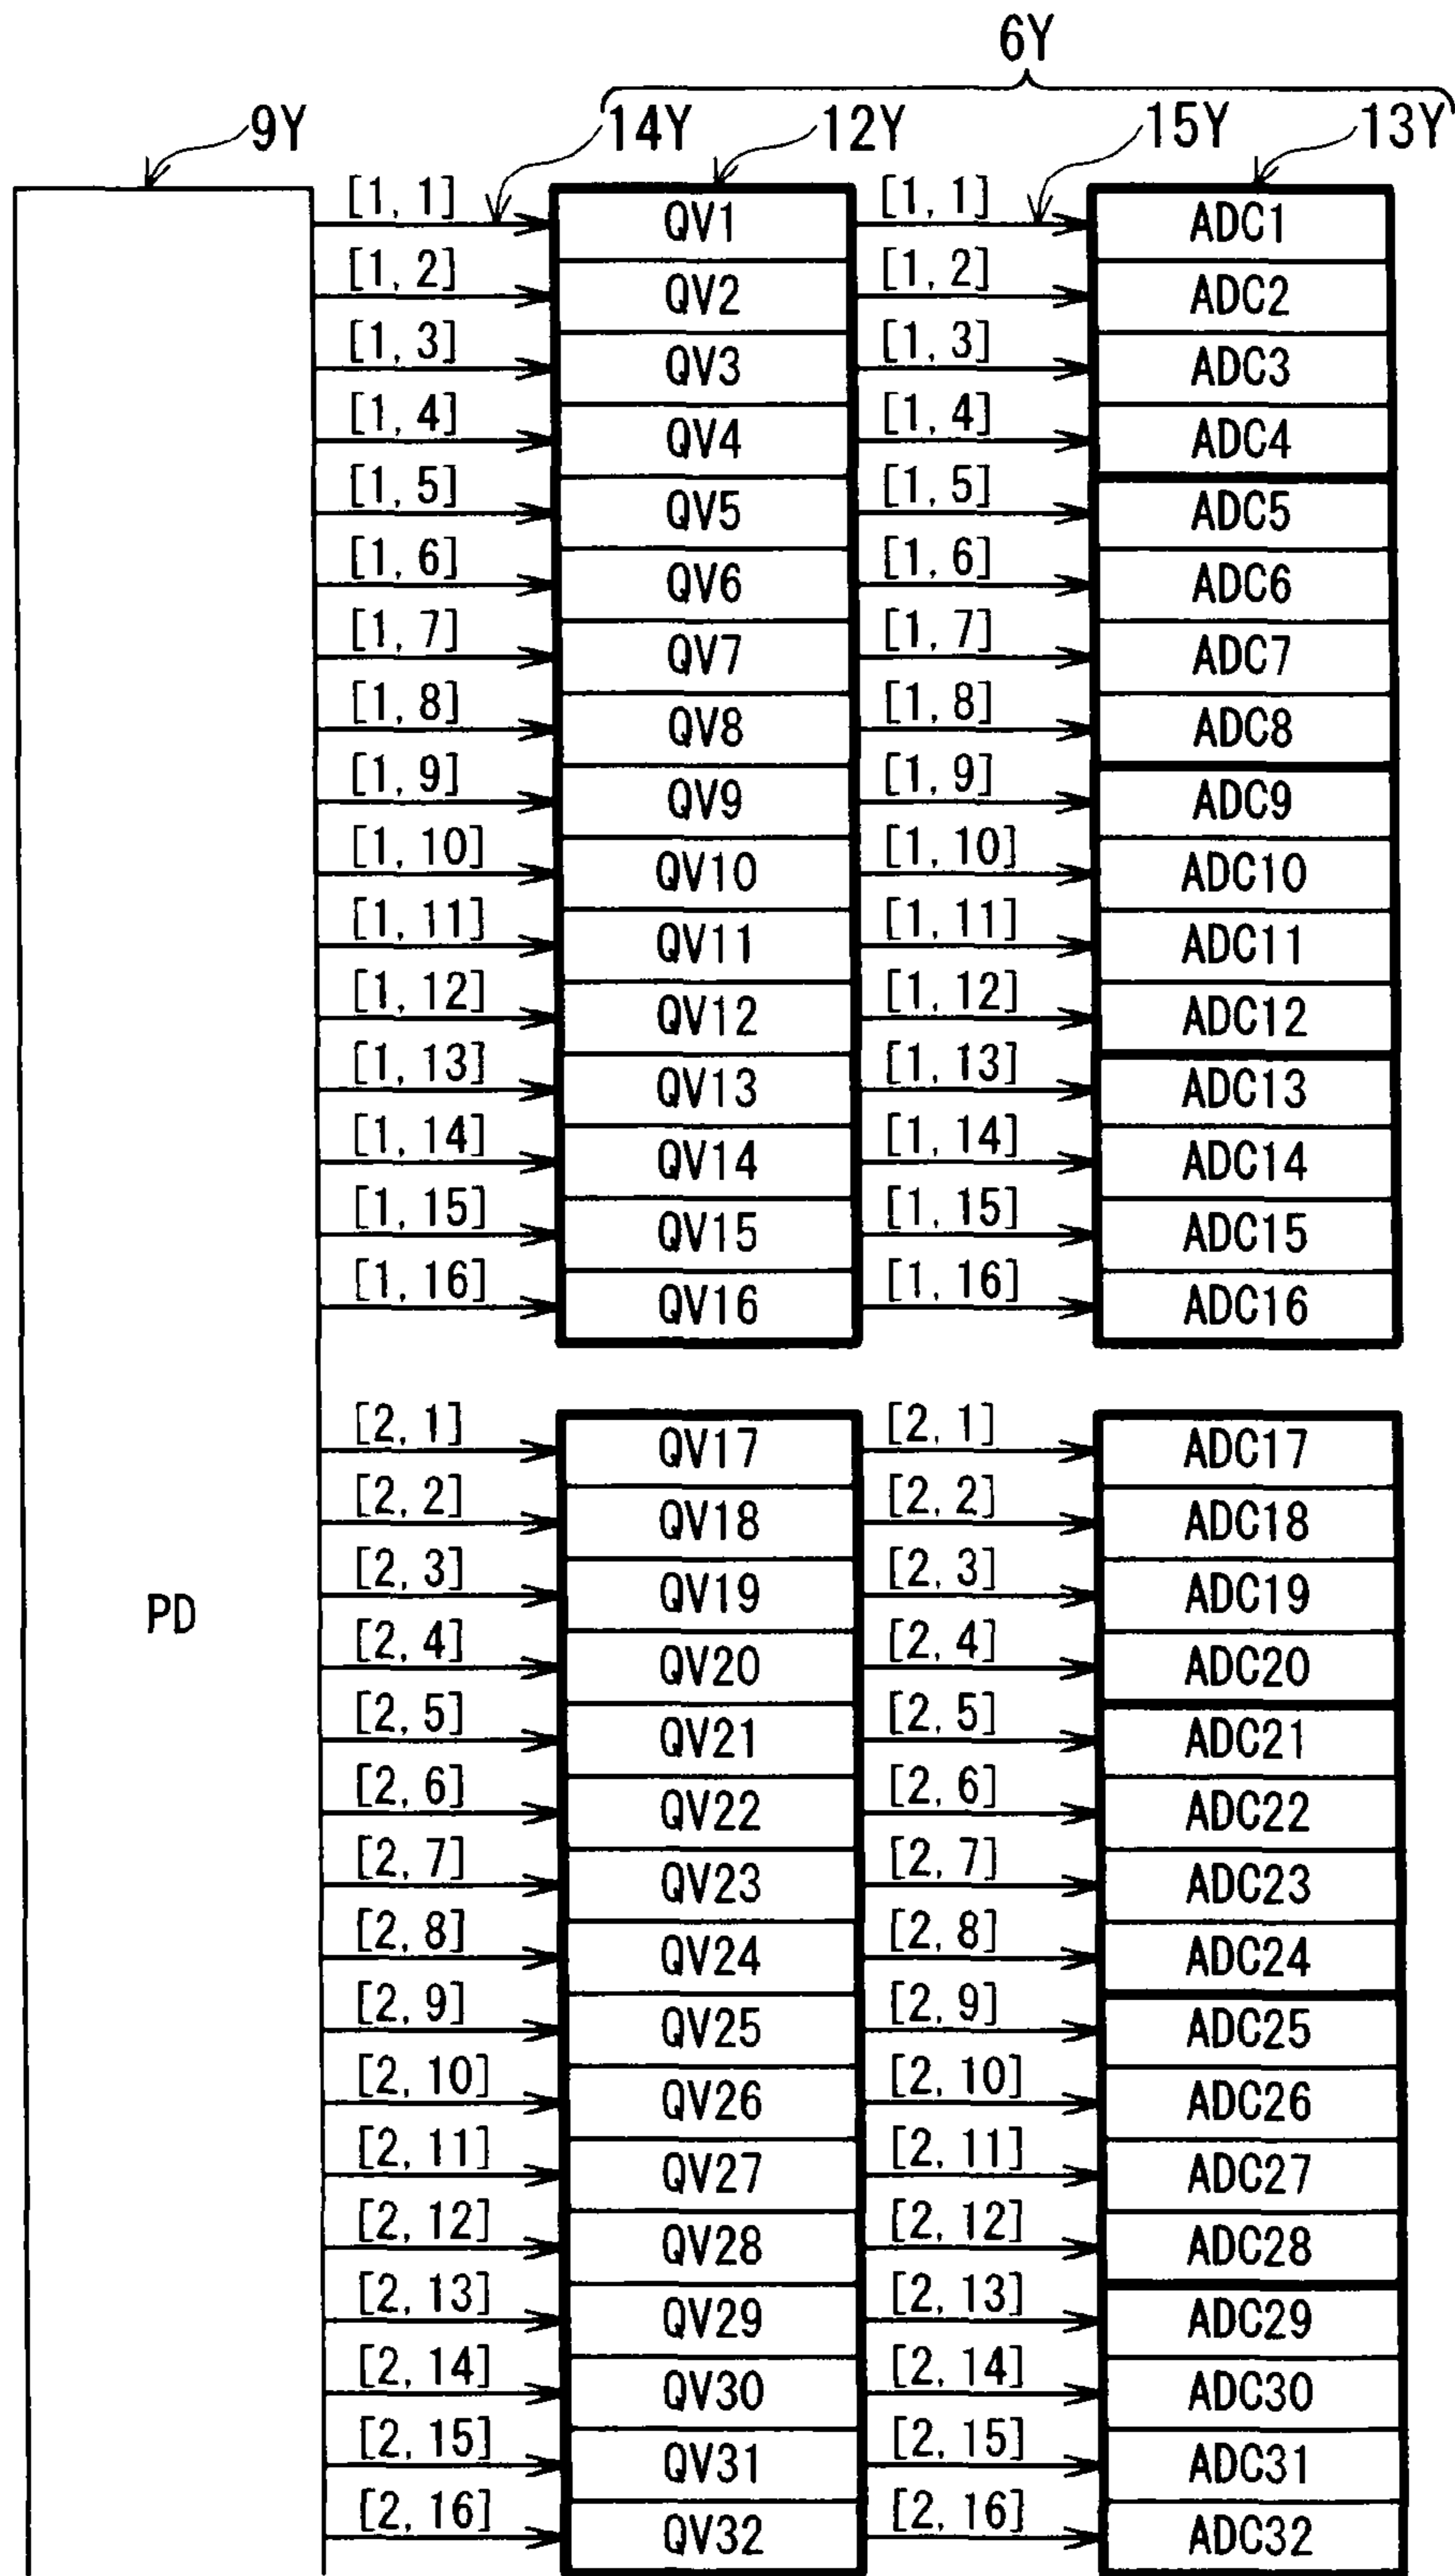 6Y
9Y 14Y 12Y 15Y 13Y
[1, 1] QV1 [1, 1] ADC1
[1, 2] QV2 [1, 2] ADC2
[1, 3] QV3 [1, 3] ADC3
[1, 4] QV4 [1, 4] ADC4
[1, 5] QV5 [1, 5] ADC5
[1, 6] QV6 [1, 6] ADC6
[1, 7] QV7 [1, 7] ADC7
[1, 8] QV8 [1, 8] ADC8
[1, 9] QV9 [1, 9] ADC9
[1, 10] QV10 [1, 10] ADC10
[1, 11] QV11 [1, 11] ADC11
[1, 12] QV12 [1, 12] ADC12
[1, 13] QV13 [1, 13] ADC13
[1, 14] QV14 [1, 14] ADC14
[1, 15] QV15 [1, 15] ADC15
[1, 16] QV16 [1, 16] ADC16
[2, 1] QV17 [2, 1] ADC17
[2, 2] QV18 [2, 2] ADC18
[2, 3] QV19 [2, 3] ADC19
PD
[2, 4] QV20 [2, 4] ADC20
[2, 5] QV21 [2, 5] ADC21
[2, 6] QV22 [2, 6] ADC22
[2, 7] QV23 [2, 7] ADC23
[2, 8] QV24 [2, 8] ADC24
[2, 9] QV25 [2, 9] ADC25
[2, 10] QV26 [2, 10] ADC26
[2, 11] QV27 [2, 11] ADC27
[2, 12] QV28 [2, 12] ADC28
[2, 13] QV29 [2, 13] ADC29
[2, 14] QV30 [2, 14] ADC30
[2, 15] QV31 [2, 15] ADC31
[2, 16] QV32 [2, 16] ADC32